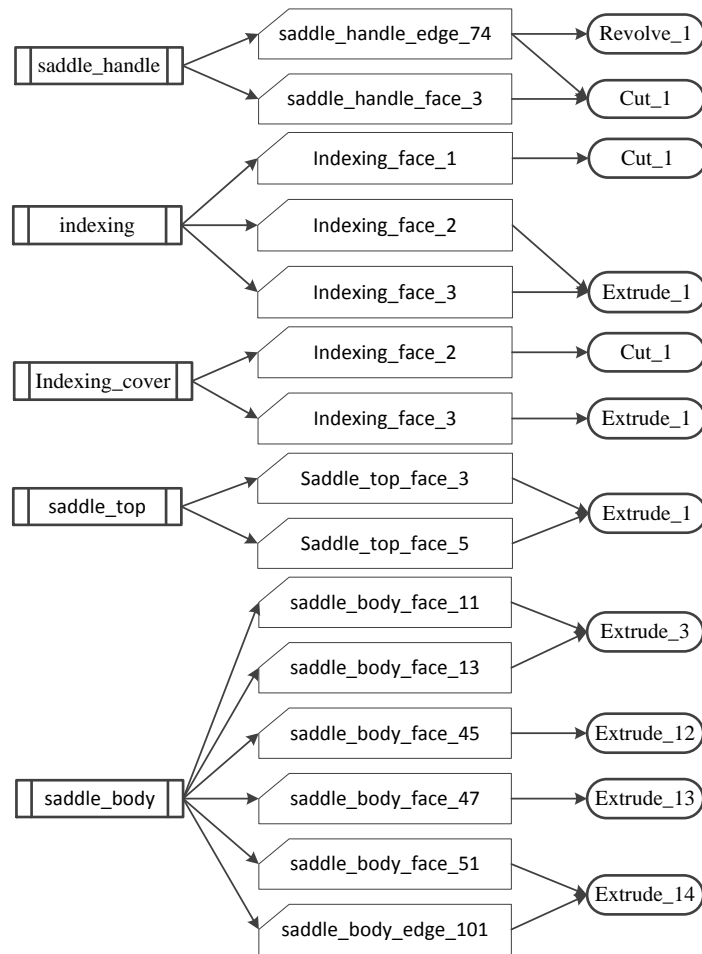 saddle_handle_edge_74
Revolve_1
saddle_handle
saddle_handle_face_3
Cut_1
Indexing_face_1
Cut_1
indexing
Indexing_face_2
Indexing_face_3
Extrude_1
Indexing_face_2
Cut_1
Indexing_cover
Indexing_face_3
Extrude_1
Saddle_top_face_3
saddle_top
Extrude_1
Saddle_top_face_5
saddle_body_face_11
Extrude_3
saddle_body_face_13
saddle_body_face_45
Extrude_12
saddle_body
saddle_body_face_47
Extrude_13
saddle_body_face_51
Extrude_14
saddle_body_edge_101